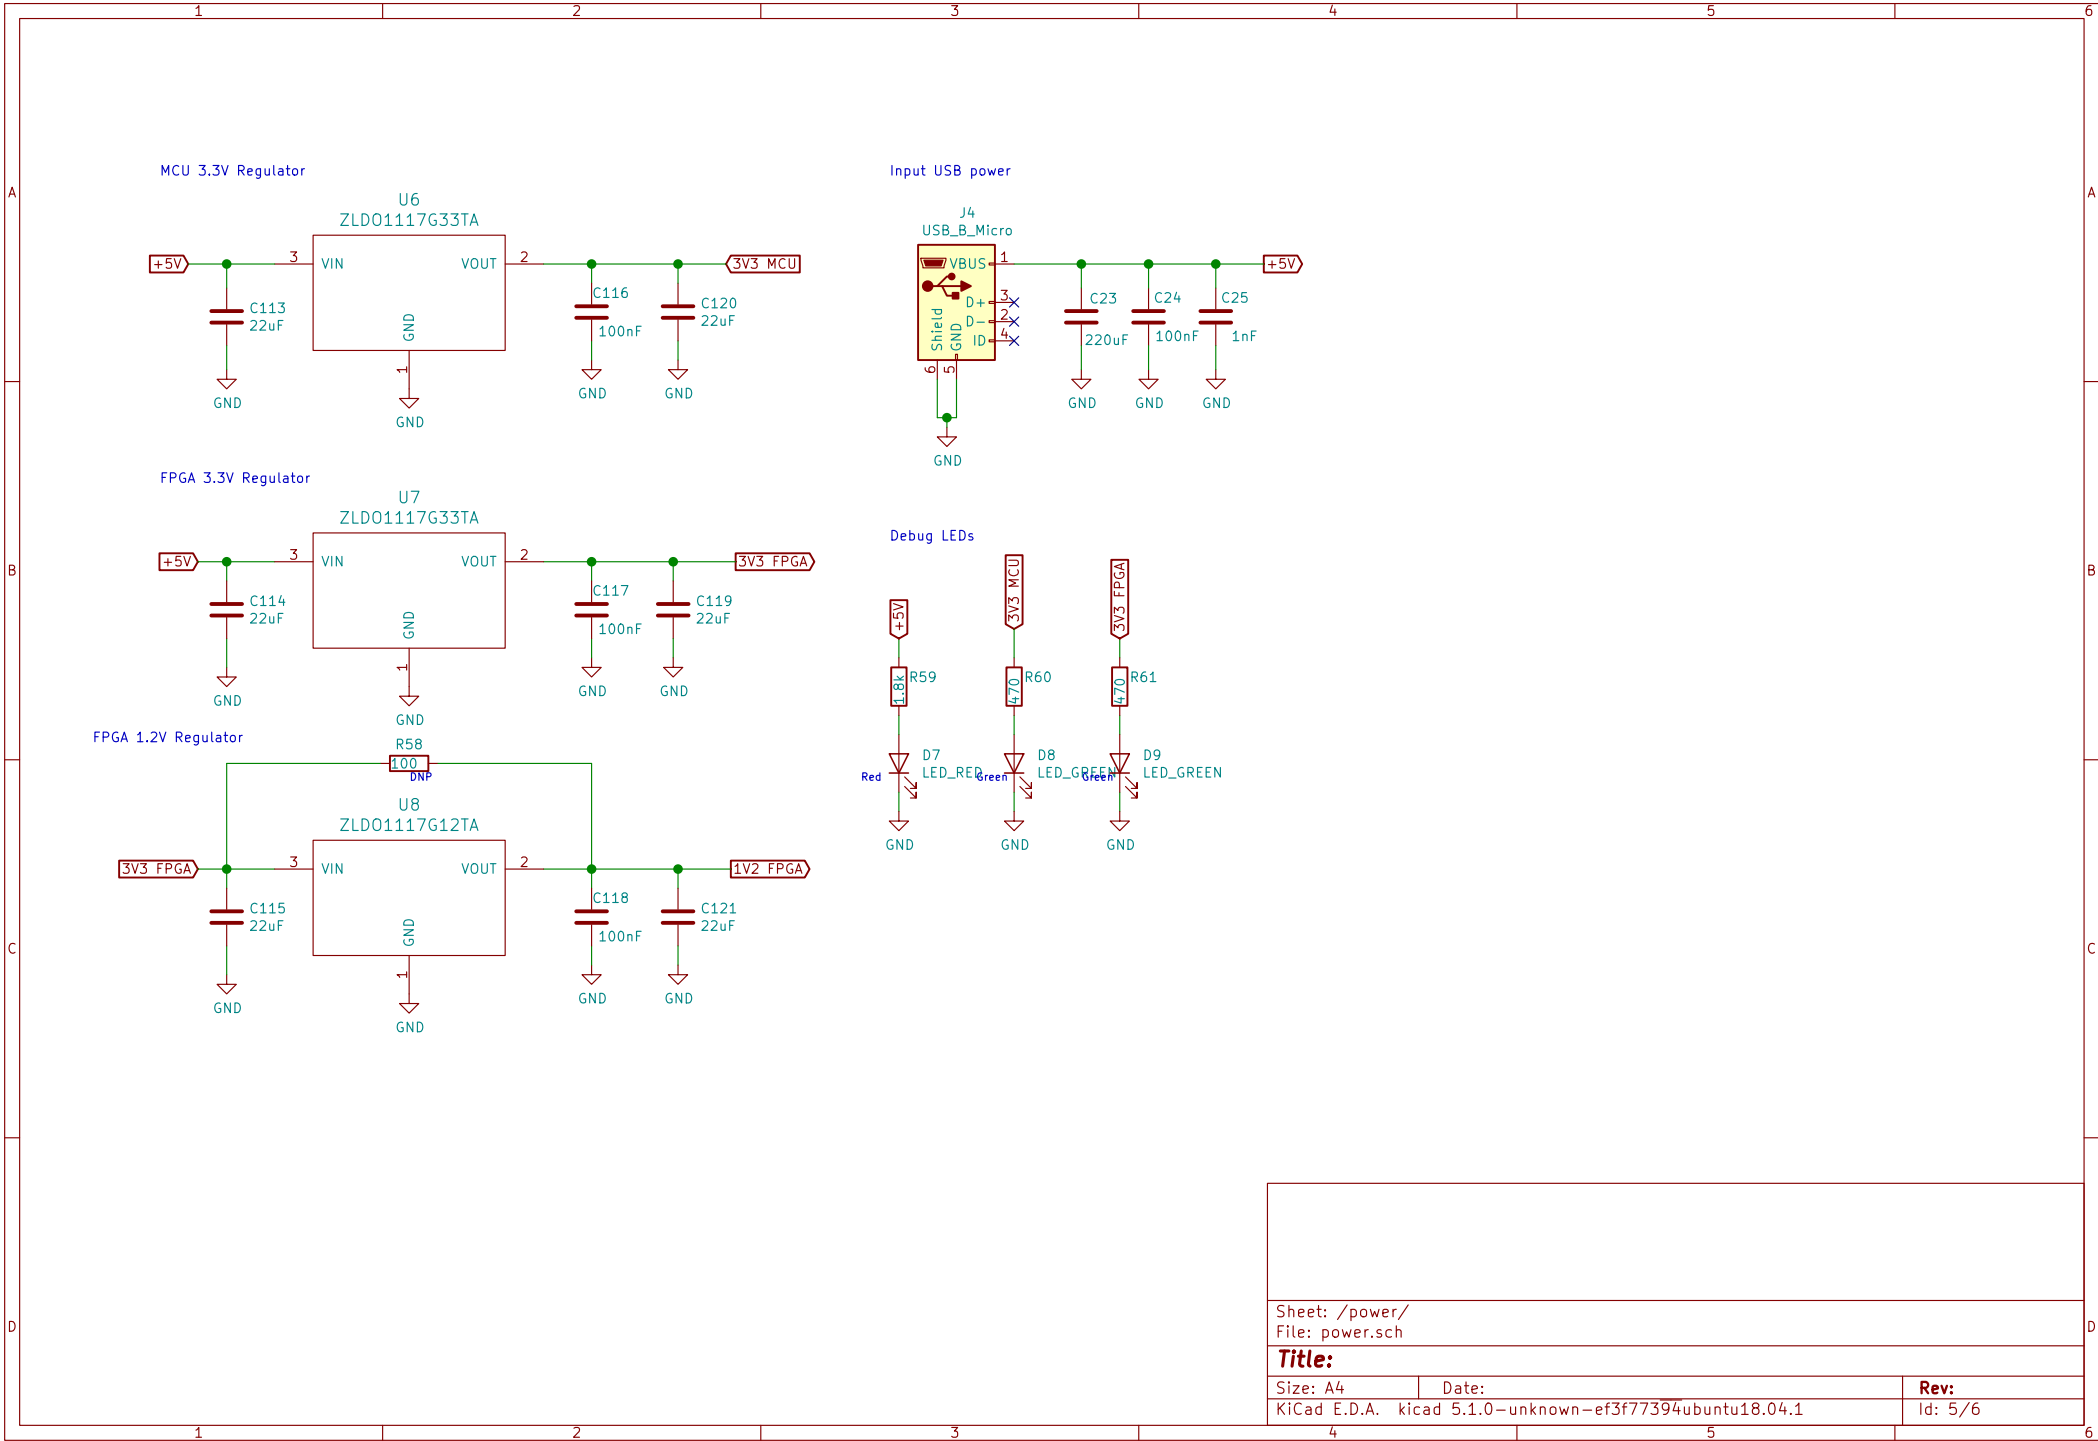 1 2 3 4 5 6
A
B
C
D
A
B
C
D
1 2 3 4 5 6
MCU 3.3V Regulator
U6
ZLDO1117G33TA
+5V
3
VIN
VOUT
2
3V3 MCU
GND
1
C113
22uF
GND
GND
C116
100nF
GND
C120
22uF
GND
Input USB power
J4
USB_B_Micro
VBUS
1
D+
3
D-
2
ID
4
Shield
GND
6
5
GND
+5V
C23
220uF
GND
C24
100nF
GND
C25
1nF
GND
FPGA 3.3V Regulator
U7
ZLDO1117G33TA
+5V
3
VIN
VOUT
2
3V3 FPGA
GND
1
C114
22uF
GND
GND
C117
100nF
GND
C119
22uF
GND
Debug LEDs
+5V
R59
1.8k
D7
LED_RED
Red
GND
3V3 MCU
R60
470
D8
LED_GREEN
Green
GND
3V3 FPGA
R61
470
D9
LED_GREEN
Green
GND
FPGA 1.2V Regulator
R58
100
DNP
U8
ZLDO1117G12TA
3V3 FPGA
3
VIN
VOUT
2
1V2 FPGA
GND
1
C115
22uF
GND
GND
C118
100nF
GND
C121
22uF
GND
Sheet: /power/
File: power.sch
Title:
Size: A4
Date:
Rev:
KiCad E.D.A. kicad 5.1.0-unknown-ef3f77394ubuntu18.04.1
Id: 5/6